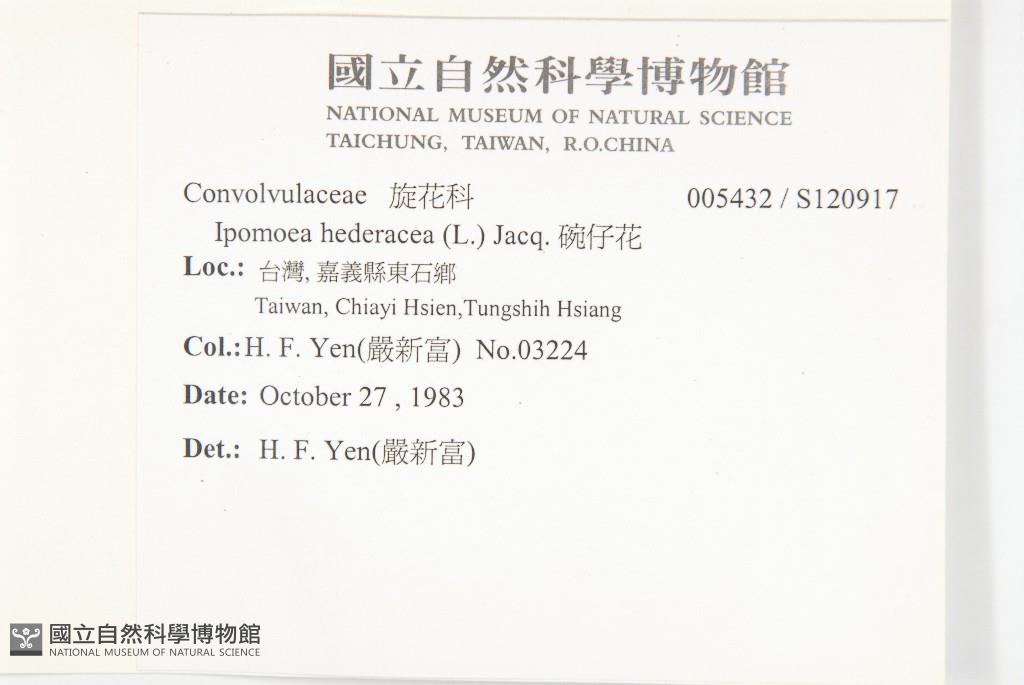 國立自然科學博物館
NATIONAL MUSEUM OF NATURAL SCIENCE
TAICHUNG, TAIWAN, R.O.CHINA
Convolvulaceae 旋花科 005432 / S120917
Ipomoea hederacea (L.) Jacq. 碗仔花
Loc.: 台灣, 嘉義縣東石鄉
Taiwan, Chiayi Hsien,Tungshih Hsiang
Col.:H. F. Yen(嚴新富) No.03224
Date: October 27 , 1983
Det.: H. F. Yen(嚴新富)
國立自然科學博物館
NATIONAL MUSEUM OF NATURAL SCIENCE